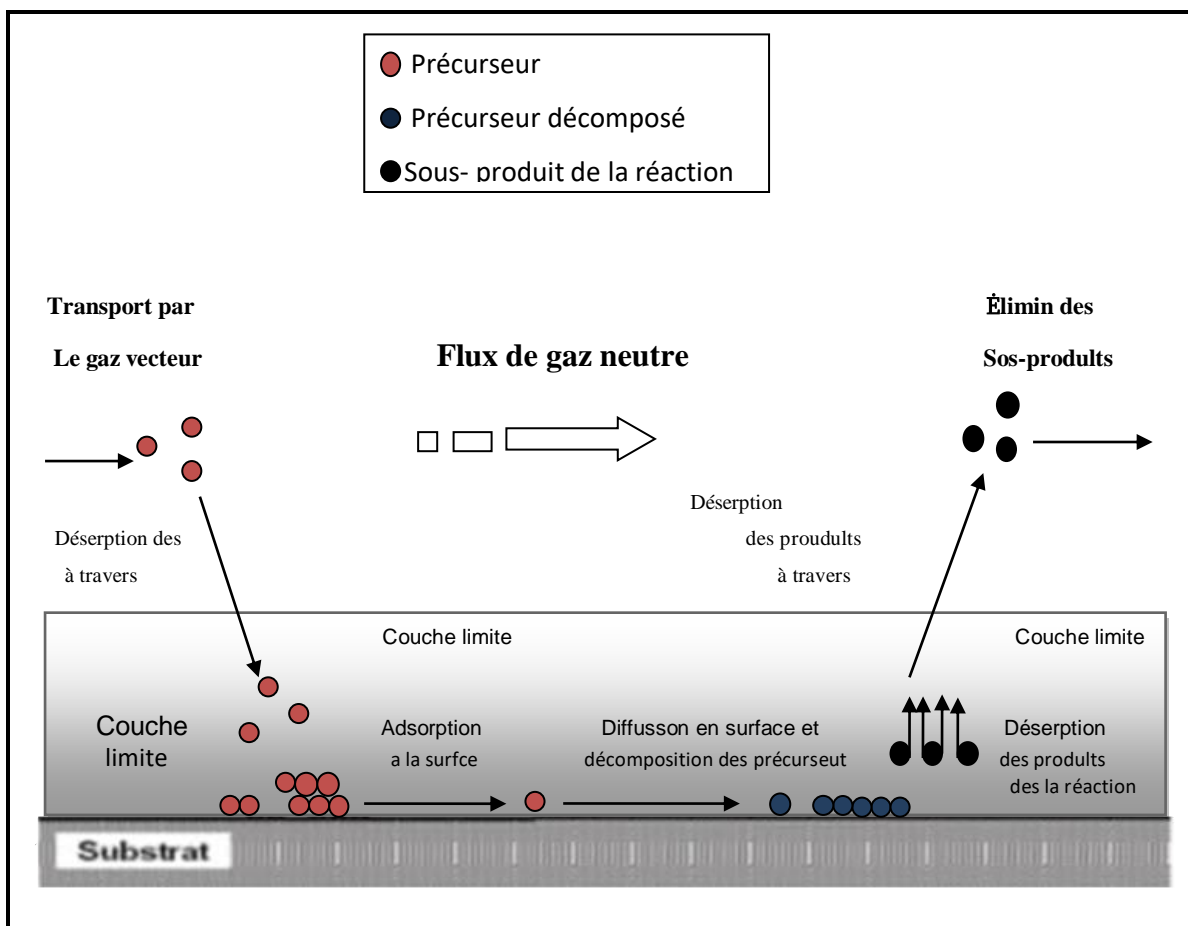 Précurseur
Précurseur décomposé
Sous- produit de la réaction
Transport par
Le gaz vecteur
Flux de gaz neutre
Ėlimin des
Sos-prodults
Déserption des
à travers
Déserption
des proudults
à travers
Couche limite
Couche limite
Couche
limite
Adsorption
a la surfce
Diffusson en surface et
décomposition des précurseut
Déserption
des prodults
des la réaction
Substrat